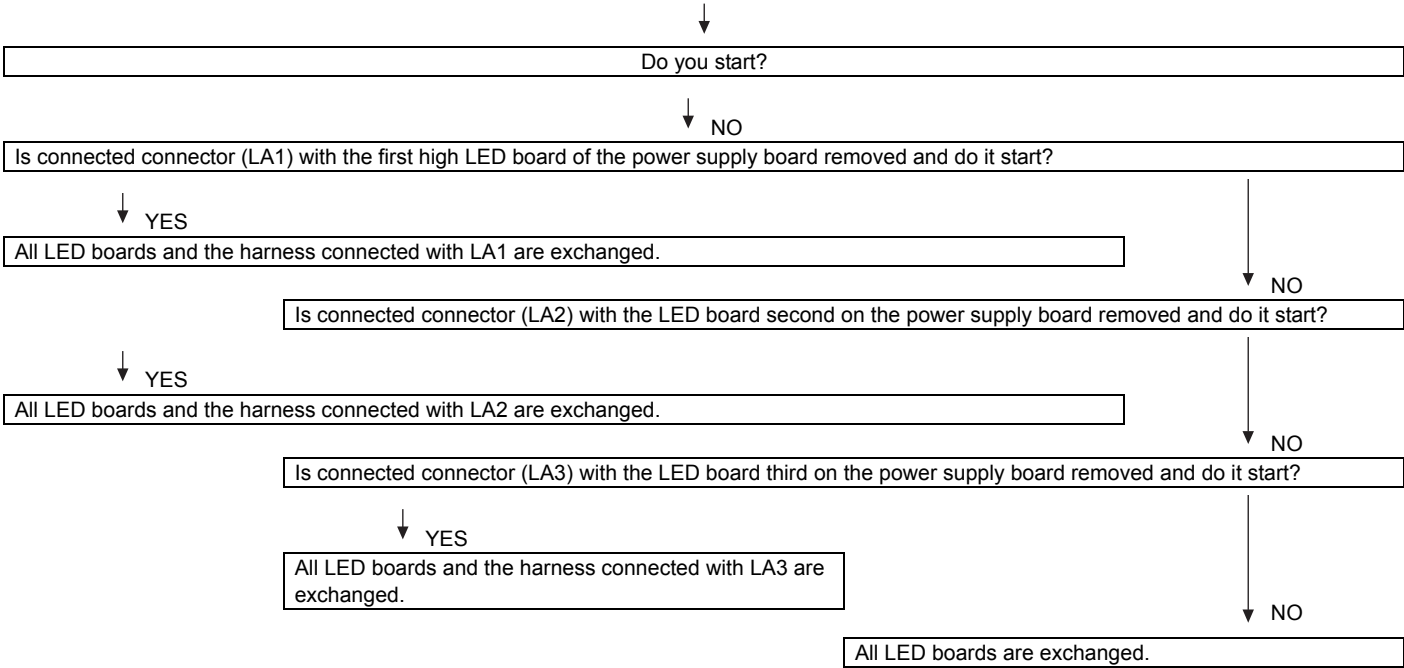 Do you start?
NO
Is connected connector (LA1) with the first high LED board of the power supply board removed and do it start?
YES
All LED boards and the harness connected with LA1 are exchanged.
NO
Is connected connector (LA2) with the LED board second on the power supply board removed and do it start?
YES
All LED boards and the harness connected with LA2 are exchanged.
NO
Is connected connector (LA3) with the LED board third on the power supply board removed and do it start?
YES
All LED boards and the harness connected with LA3 are
exchanged.
NO
All LED boards are exchanged.